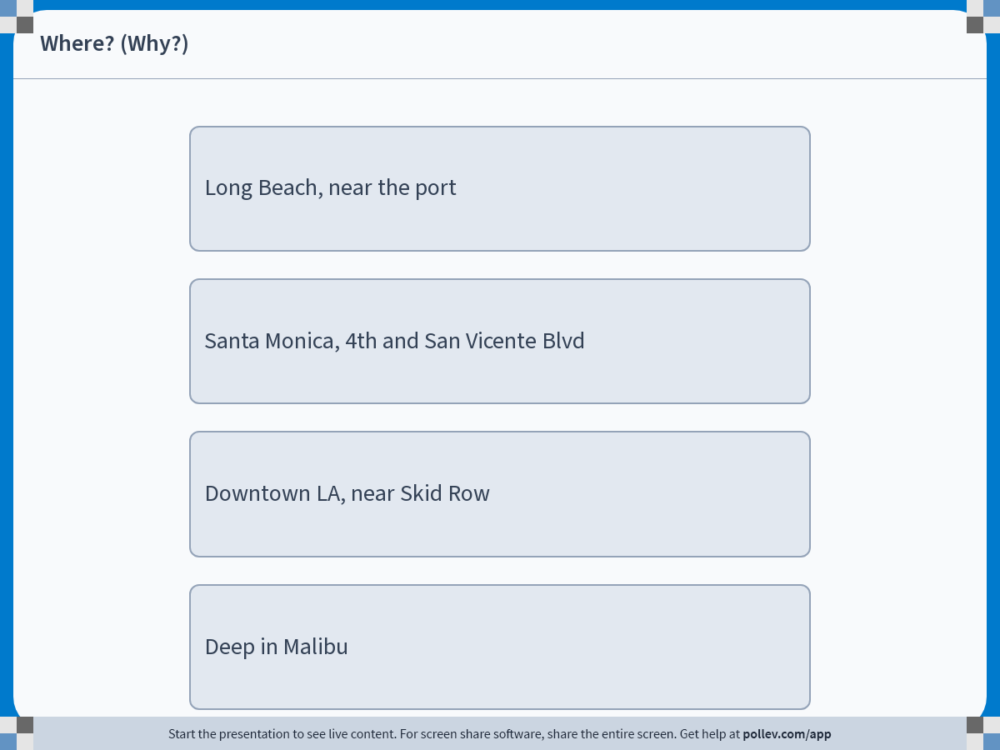 Where? (Why?)
Long Beach, near the port
Santa Monica, 4th and San Vicente Blvd
Downtown LA, near Skid Row
Deep in Malibu
Start the presentation to see live content. For screen share software, share the entire screen. Get help at pollev.com/app